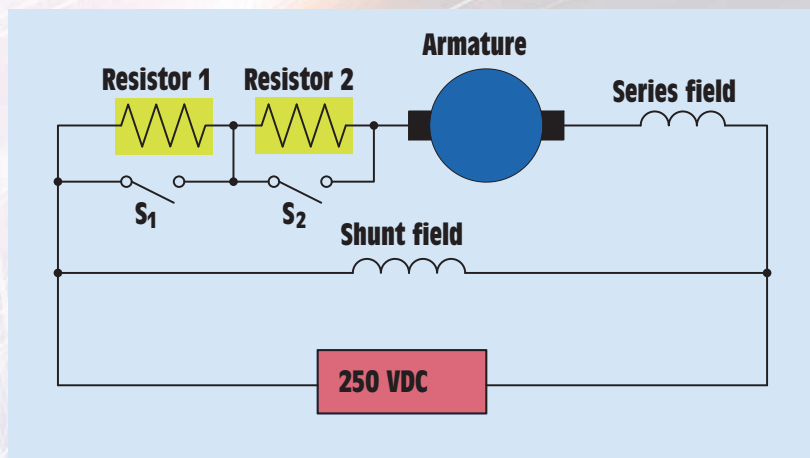 Armature
Resistor 1 Resistor 2
Series field
S1
S2
Shunt field
250 VDC